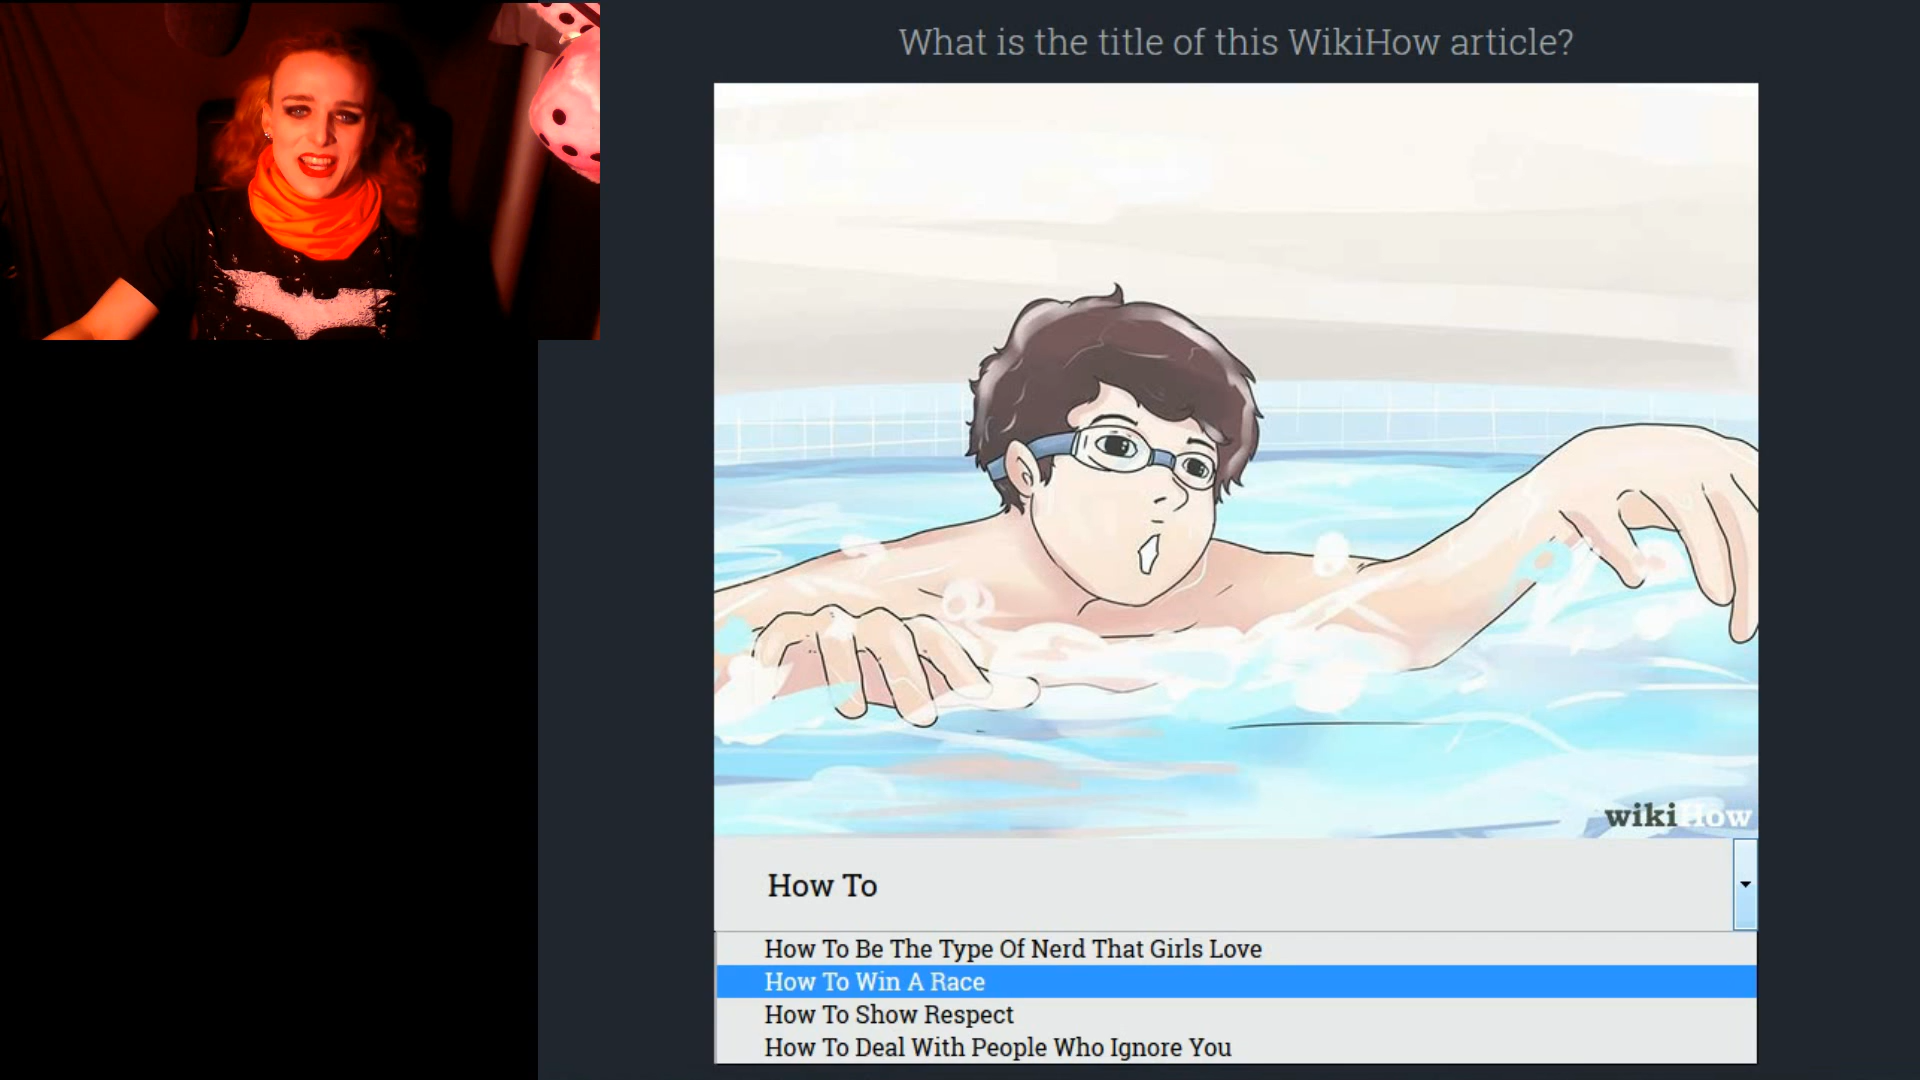 What is the title of this WikiHow article?
wikiHow
How To
How To Be The Type Of Nerd That Girls Love
How To Win A Race
How To Show Respect
How To Deal With People Who Ignore You